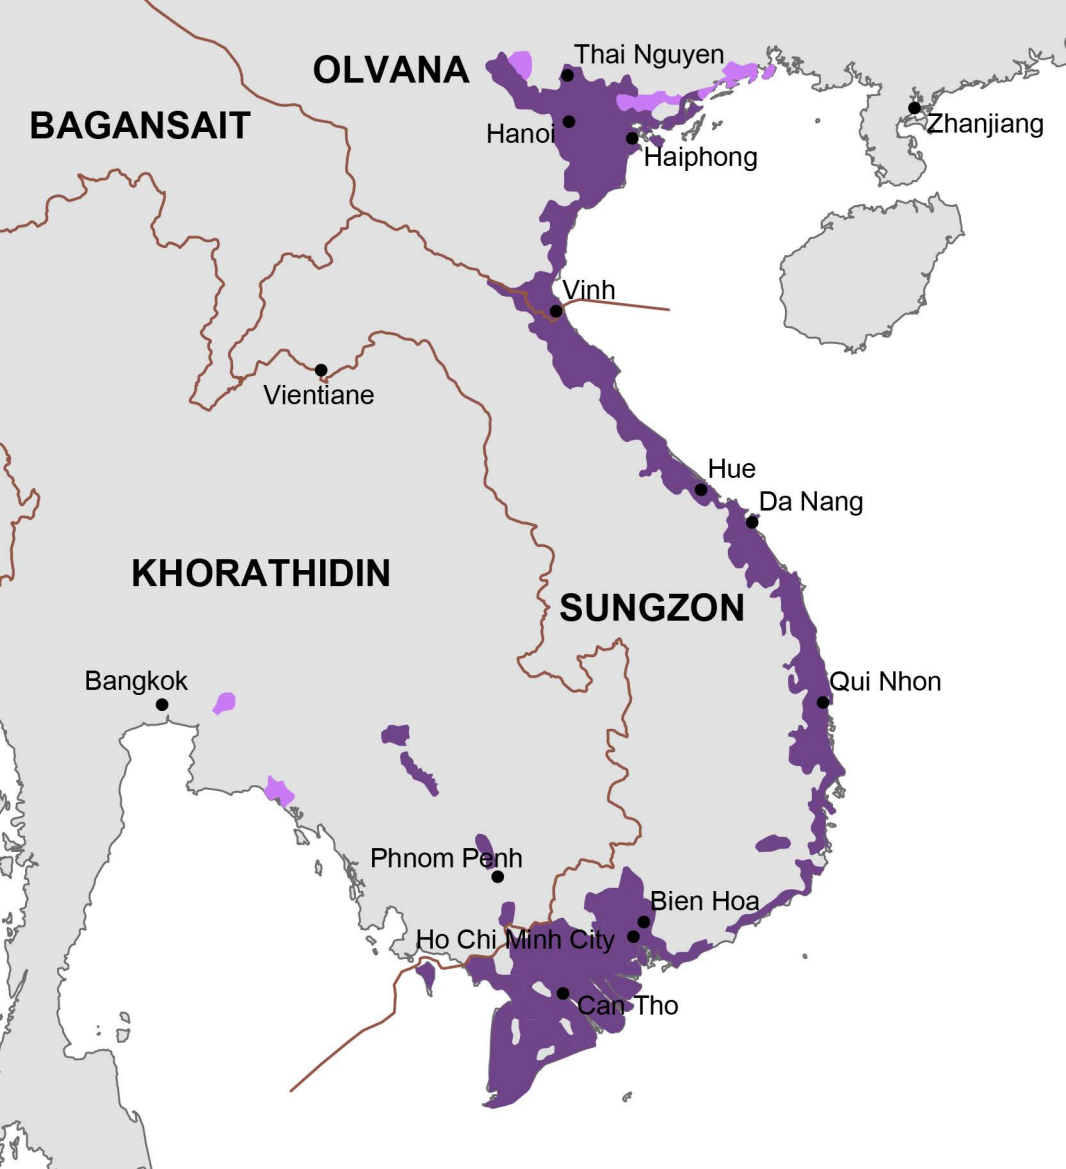 Thai Nguyen
OLVANA
BAGANSAIT
Zhanjiang
Hanoi
Haiphong
Vinh
Vientiane
Hue
Da Nang
KHORATHIDIN
SUNGZON
Bangkok
Qui Nhon
Phnom Penh
Bien Hoa
Ho Chi Minh City
Can Tho